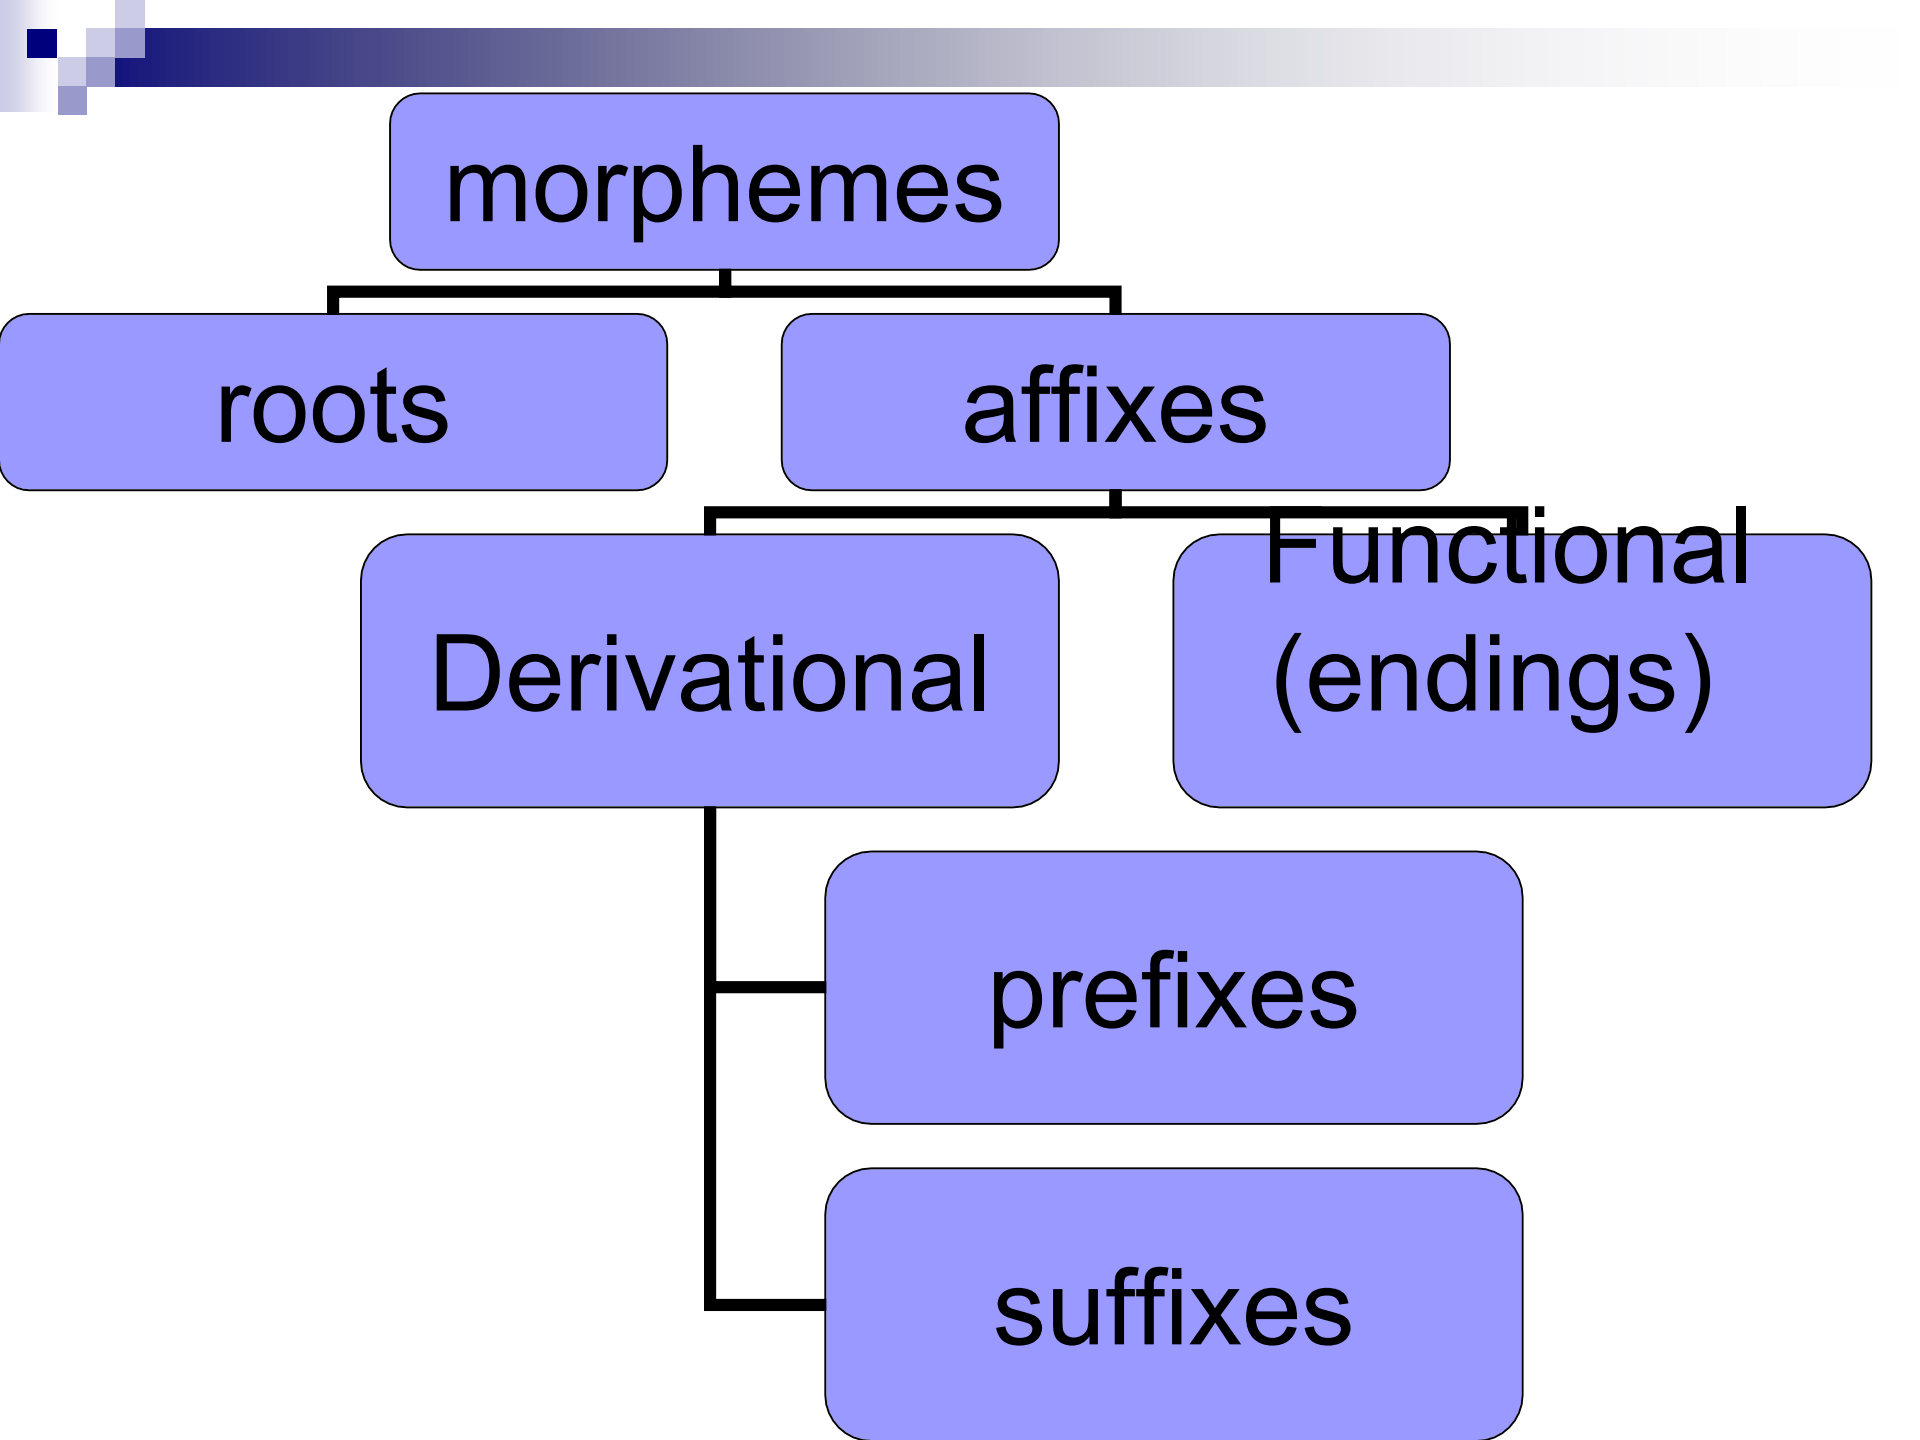 morphemes
roots
affixes
Derivational
Functional
(endings)
prefixes
suffixes